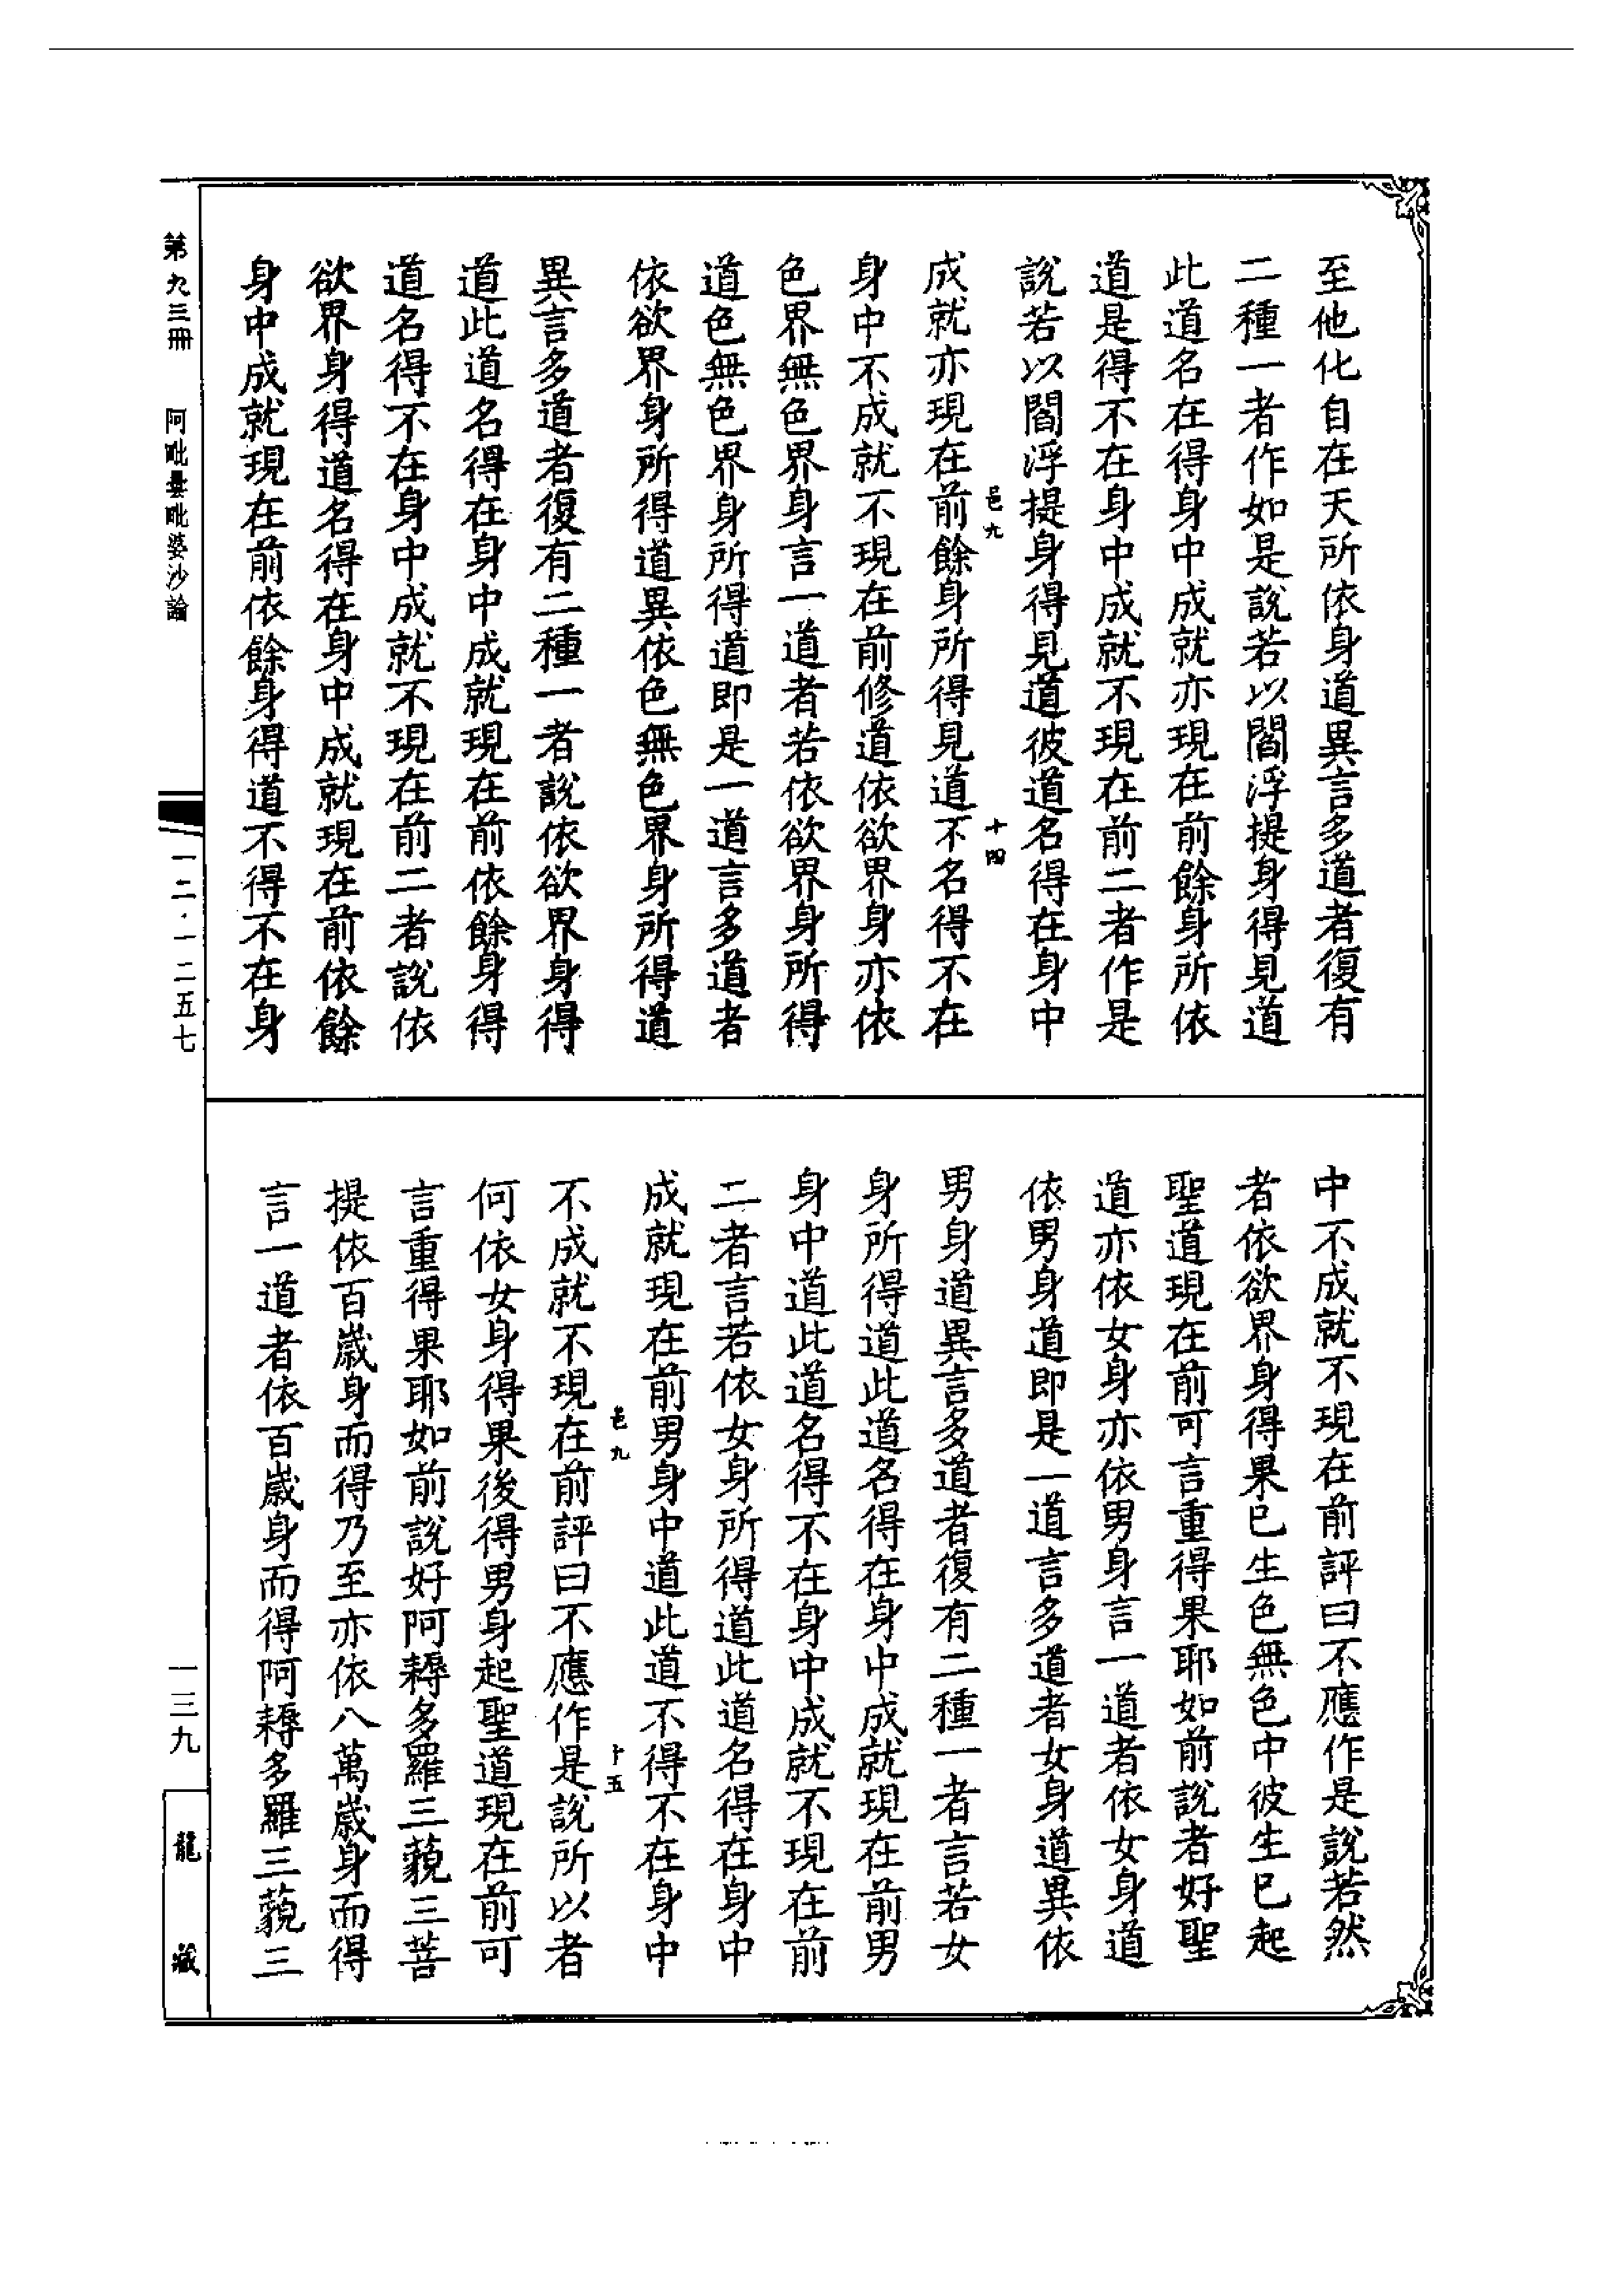 至他化自在天所依身道異言多道者復有
二種一者作如是說若以閻浮提身得見道
此道名在得身中成就亦現在前餘身所依
道是得不在身中成就不現在前二者作是
說若以閻浮提身得見道彼道名得在身中
邑九
十四
成就亦現在前餘身所得見道不名得不在
身中不成就不現在前修道依欲界身亦依
色界無色界身言一道者若依欲界身所得
道色無色界身所得道即是一道言多道者
依欲界身所得道異依色無色界身所得道
異言多道者復有二種一者說依欲界身得
道此道名得在身中成就現在前依餘身得
道名得不在身中成就不現在前二者說依
欲界身得道名得在身中成就現在前依餘
身中成就現在前依餘身得道不得不在身
第九三冊
阿毗曇毗婆沙論
一二·一二五七
中不成就不現在前評曰不應作是說若然
者依欲界身得果已生色無色中彼生已起
聖道現在前可言重得果耶如前說者好聖
道亦依女身亦依男身言一道者依女身道
依男身道即是一道言多道者女身道異依
男身道異言多道者復有二種一者言若女
身所得道此道名得在身中成就現在前男
身中道此道名得不在身中成就不現在前
二者言若依女身所得道此道名得在身中
成就現在前男身中道此道不得不在身中
邑九
十五
不成就不現在前評曰不應作是說所以者
何依女身得果後得男身起聖道現在前可
言重得果耶如前說好阿耨多羅三藐三菩
提依百歲身而得乃至亦依八萬歲身而得
言一道者依百歲身而得阿耨多羅三藐三
一三九
龍藏